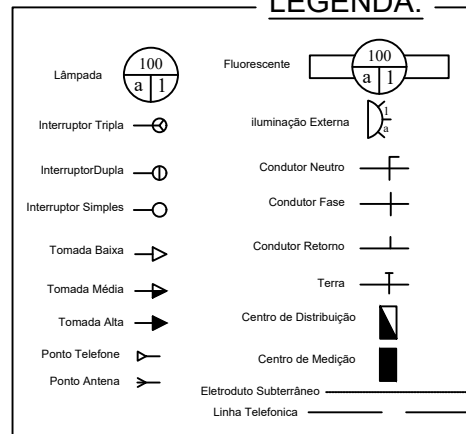 LEGENDA:
Lâmpada
100
a 1
Interruptor Tripla
InterruptorDupla
Interruptor Simples
Tomada Baixa
Tomada Média
Tomada Alta
Ponto Telefone
Ponto Antena
Fluorescente
100
a 1
iluminação Externa
1
a
Condutor Neutro
Condutor Fase
Condutor Retorno
Terra
Centro de Distribuição
Centro de Medição
Eletroduto Subterrâneo
Linha Telefonica